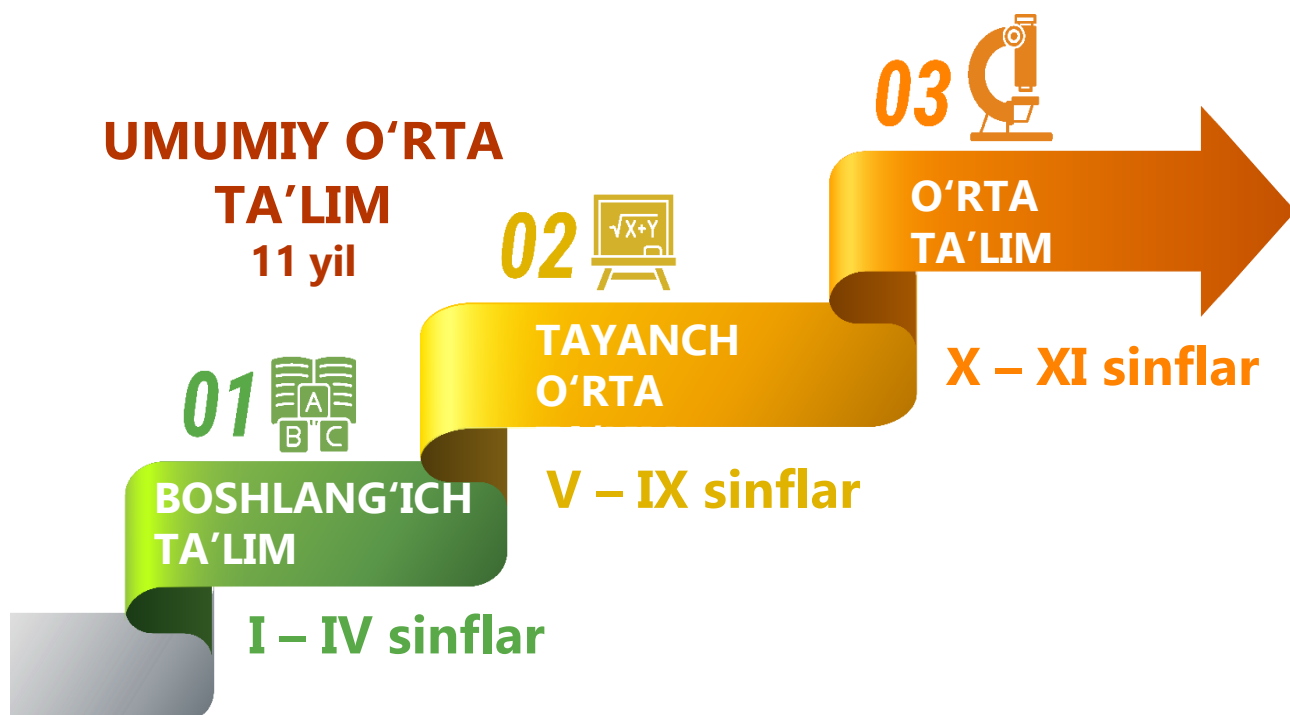 UMUMIY O‘RTA
TA’LIM
11 yil
01
A
B C
BOSHLANG‘ICH
TA’LIM
I – IV sinflar
02
√X+Y
TAYANCH
O‘RTA
V – IX sinflar
03
O‘RTA
TA’LIM
X – XI sinflar